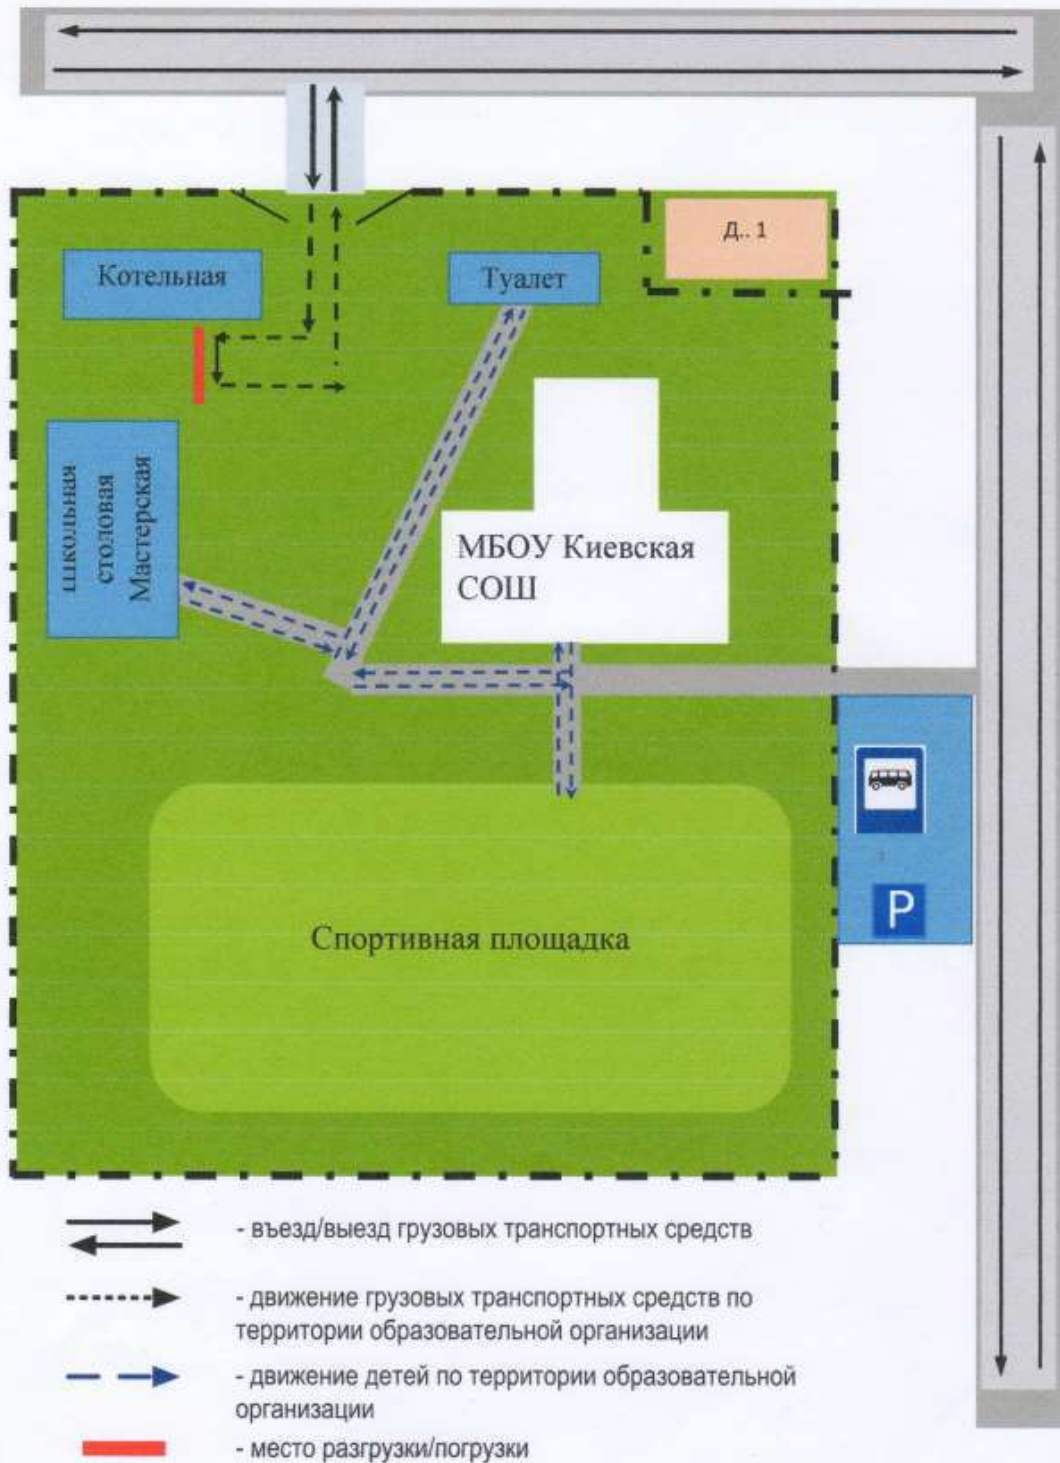 Д.. 1
Котельная
Туалет
школьная
столовая
Мастерская
МБОУ Киевская
СОШ
P
Спортивная площадка
- въезд/выезд грузовых транспортных средств
- движение грузовых транспортных средств по
территории образовательной организации
- движение детей по территории образовательной
организации
- место разгрузки/погрузки